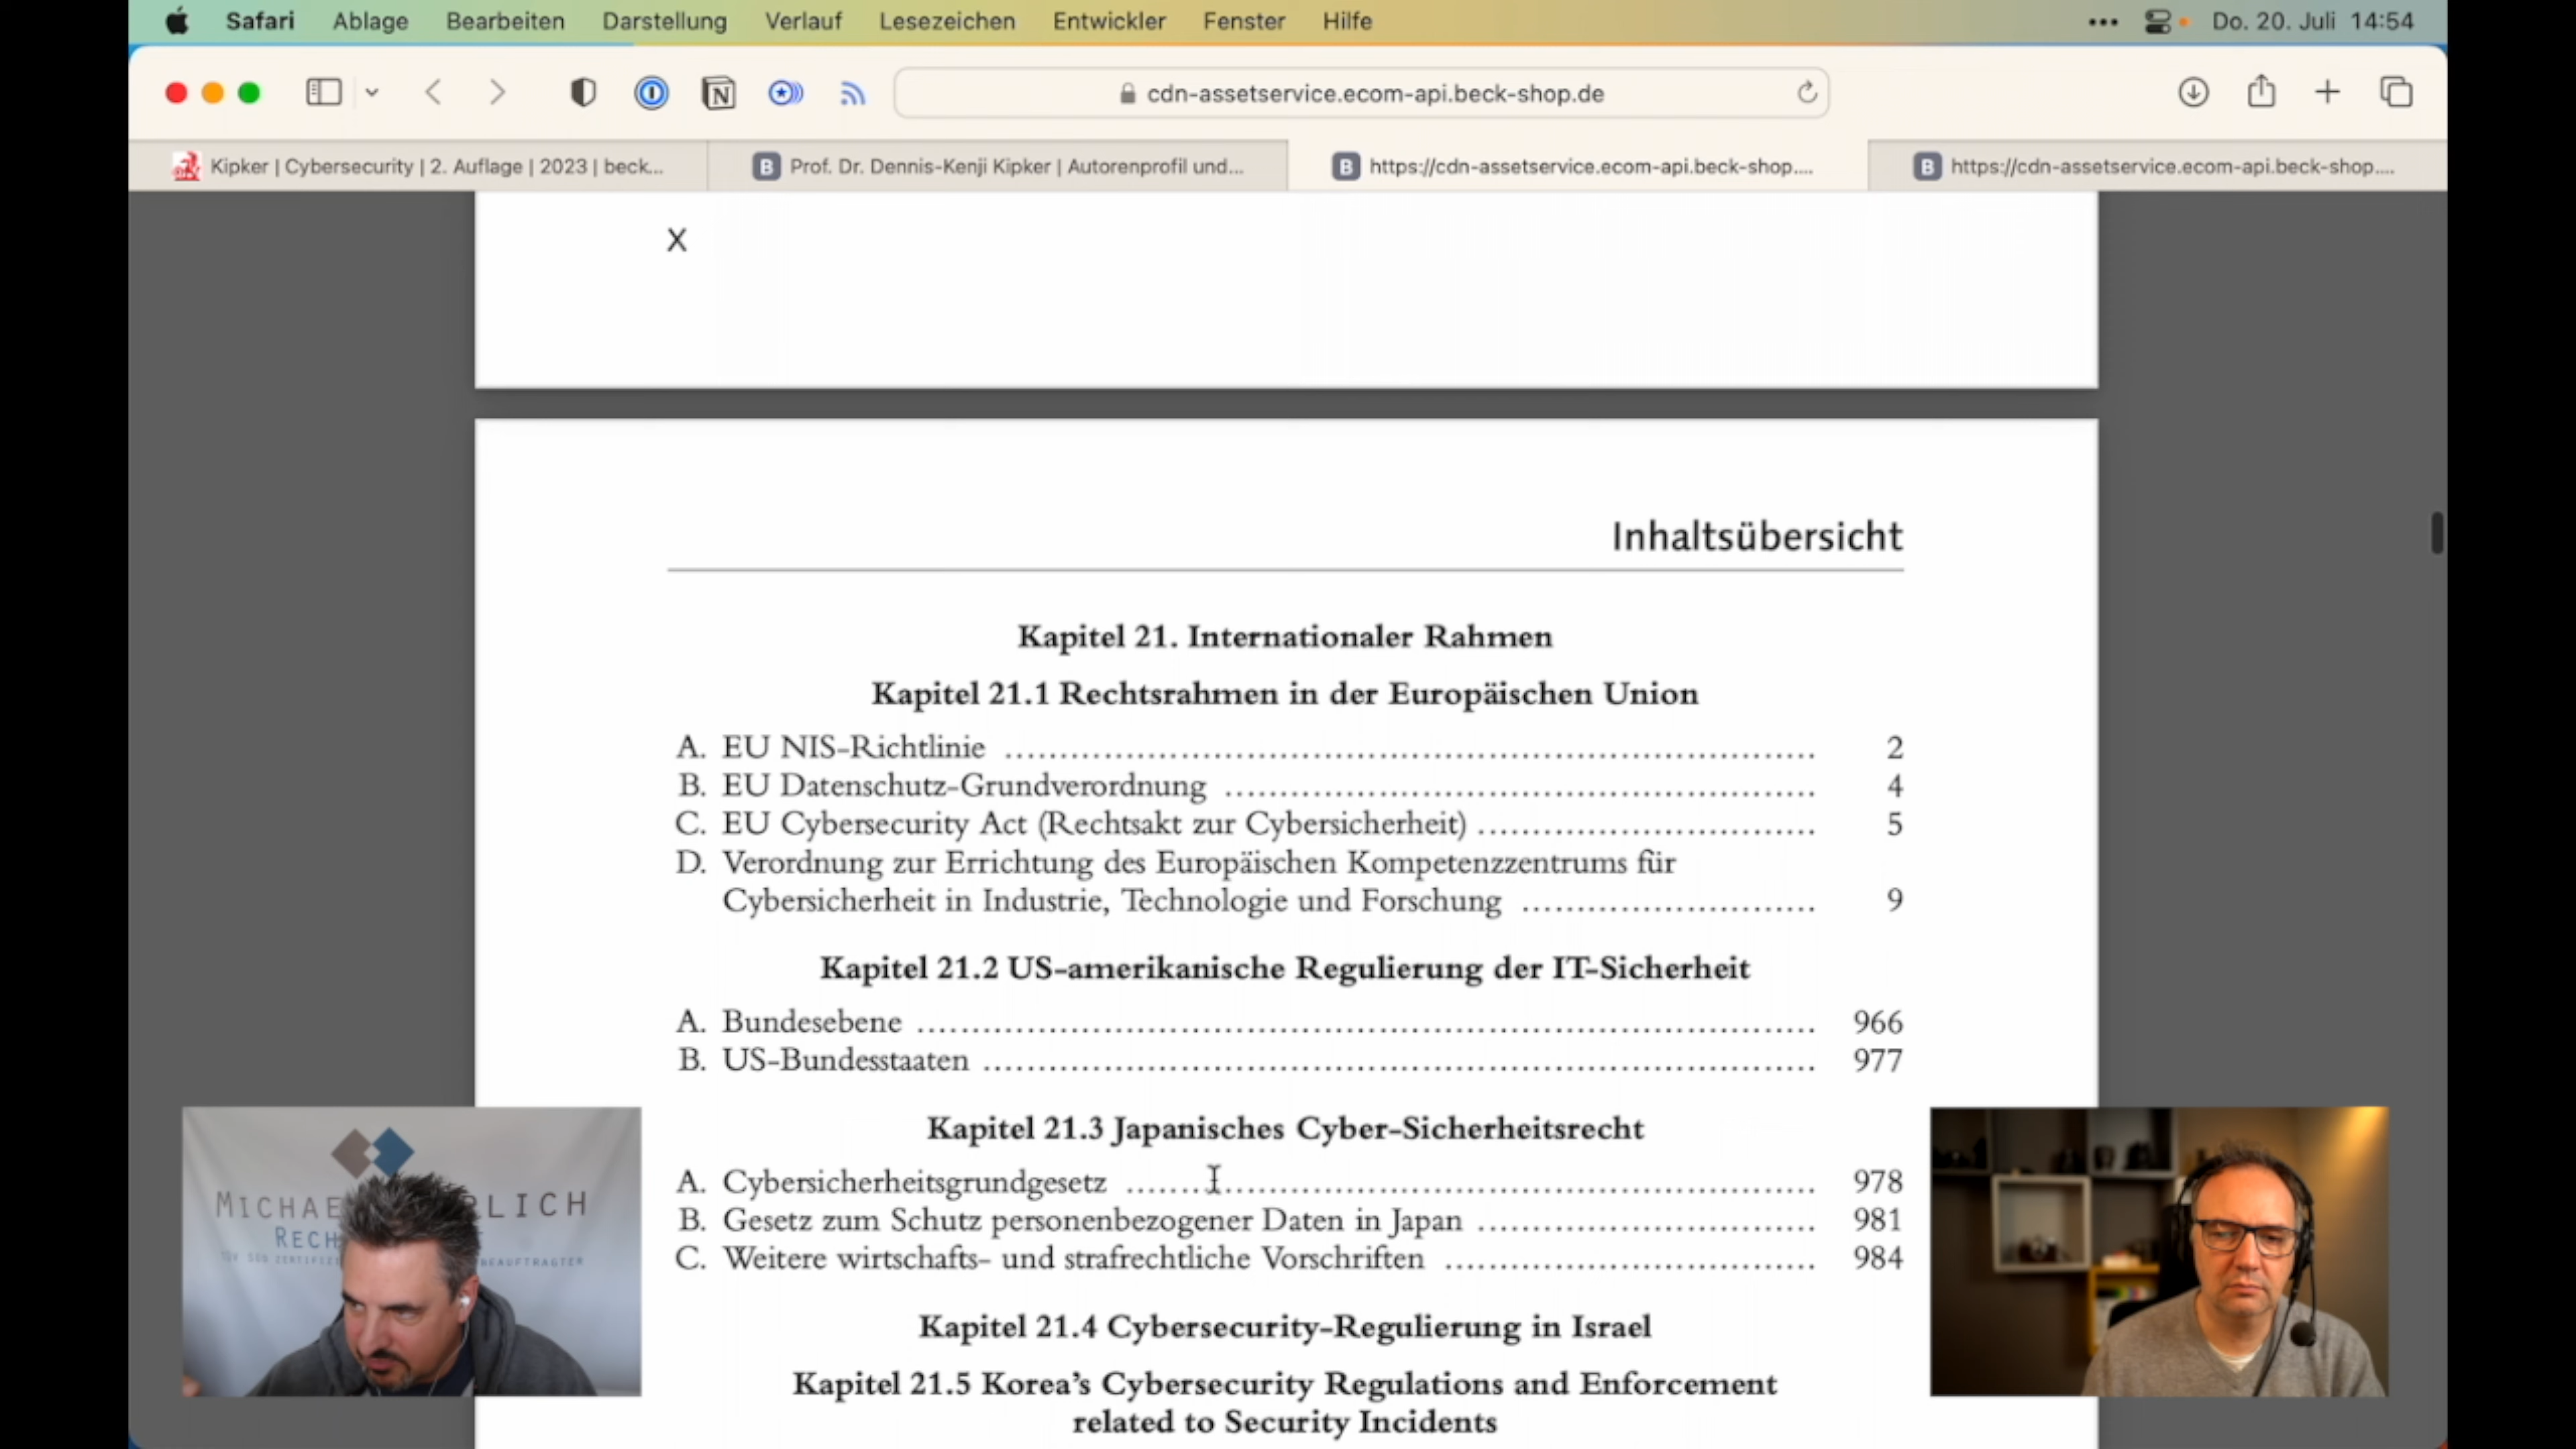 Safari Ablage Bearbeiten Darstellung Verlauf Lesezeichen Entwickler Fenster Hilfe Do. 20. Juli 14:54
cdn-assetservice.ecom-api.beck-shop.de
Kipker | Cybersecurity | 2. Auflage | 2023 | beck...
Prof. Dr. Dennis-Kenji Kipker | Autorenprofil und...
https://cdn-assetservice.ecom-api.beck-shop....
https://cdn-assetservice.ecom-api.beck-shop....
X
Inhaltsübersicht
Kapitel 21. Internationaler Rahmen
Kapitel 21.1 Rechtsrahmen in der Europäischen Union
A. EU NIS-Richtlinie ........ 2
B. EU Datenschutz-Grundverordnung ........ 4
C. EU Cybersecurity Act (Rechtsakt zur Cybersicherheit) ........ 5
D. Verordnung zur Errichtung des Europäischen Kompetenzzentrums für
Cybersicherheit in Industrie, Technologie und Forschung ........ 9
Kapitel 21.2 US-amerikanische Regulierung der IT-Sicherheit
A. Bundesebene ........ 966
B. US-Bundesstaaten ........ 977
Kapitel 21.3 Japanisches Cyber-Sicherheitsrecht
A. Cybersicherheitsgrundgesetz ........ 978
B. Gesetz zum Schutz personenbezogener Daten in Japan ........ 981
C. Weitere wirtschafts- und strafrechtliche Vorschriften ........ 984
Kapitel 21.4 Cybersecurity-Regulierung in Israel
Kapitel 21.5 Korea's Cybersecurity Regulations and Enforcement
related to Security Incidents
MICHAE RLICH
RECH